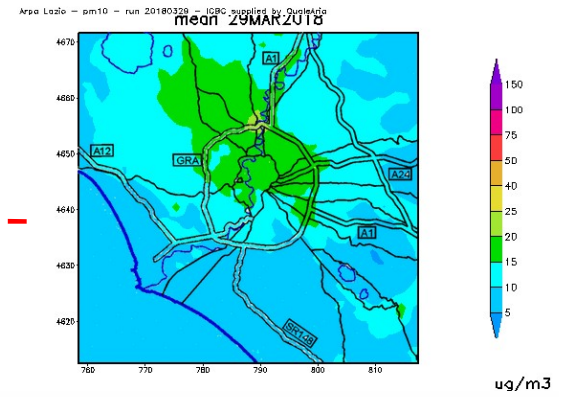 Arpa Lazio - pm10 - run 20180329 - ICBC supplied by QualeAria
mean 29MAR2018
4670
4660
4650
4640
4630
4620
A1
A12
GRA
A24
A1
SR148
760 770 780 790 800 810
150
100
75
50
40
25
20
15
10
5
ug/m3